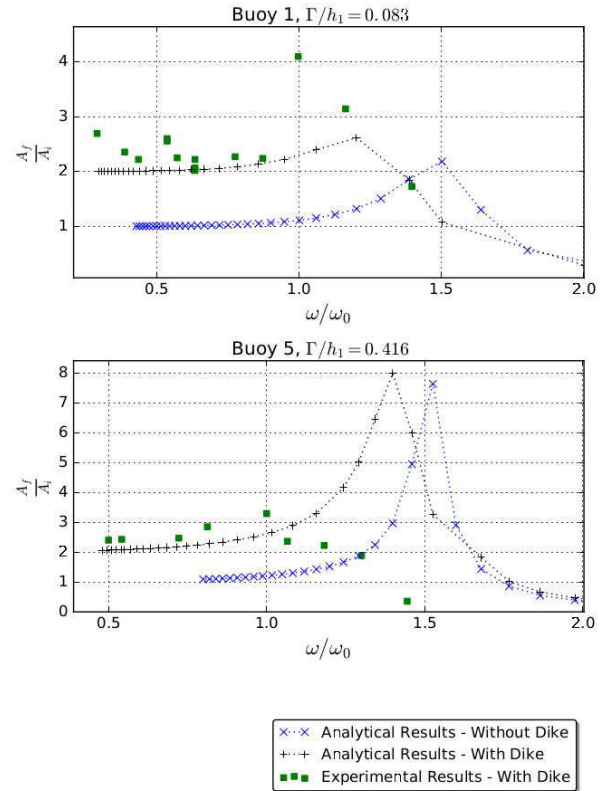 Buoy 1, Γ/h₁ = 0.083
4
3
2
1
A_f/A_i
0.5 1.0 1.5 2.0
ω/ω₀
Buoy 5, Γ/h₁ = 0.416
8
7
6
5
4
3
2
1
0
A_f/A_i
0.5 1.0 1.5 2.0
ω/ω₀
Analytical Results - Without Dike
Analytical Results - With Dike
Experimental Results - With Dike